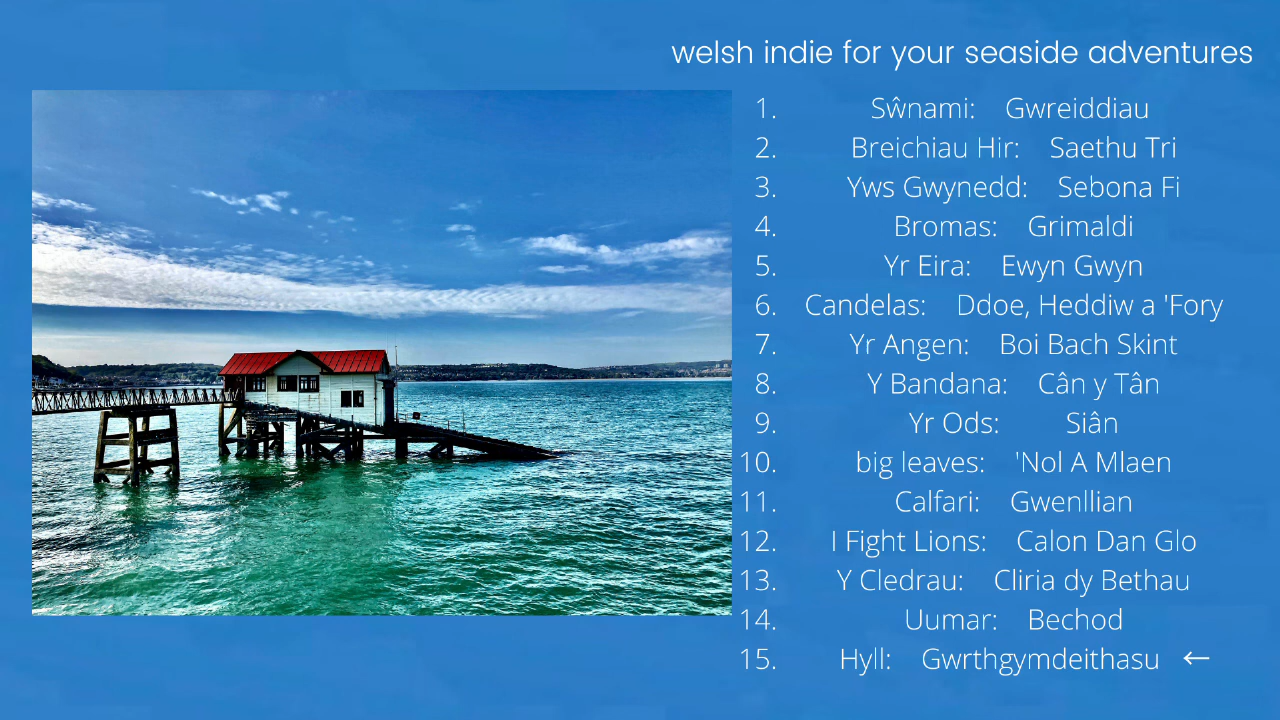 welsh indie for your seaside adventures
1. Sŵnami: Gwreiddiau
2. Breichiau Hir: Saethu Tri
3. Yws Gwynedd: Sebona Fi
4. Bromas: Grimaldi
5. Yr Eira: Ewyn Gwyn
6. Candelas: Ddoe, Heddiw a 'Fory
7. Yr Angen: Boi Bach Skint
8. Y Bandana: Cân y Tân
9. Yr Ods: Siân
10. big leaves: 'Nol A Mlaen
11. Calfari: Gwenllian
12. I Fight Lions: Calon Dan Glo
13. Y Cledrau: Cliria dy Bethau
14. Uumar: Bechod
15. Hyll: Gwrthgymdeithasu ←